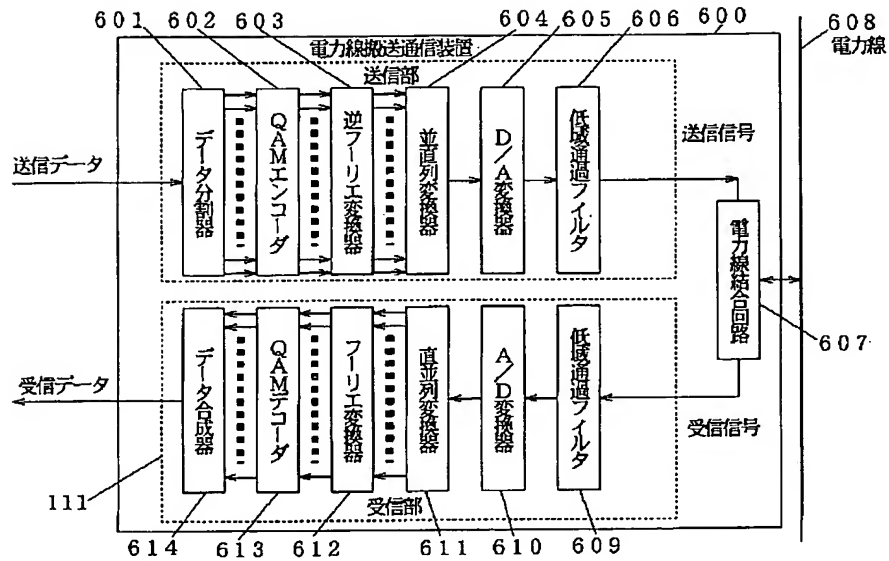 601 602 603 604 605 606 600 608
電力線
電力線搬送通信装置
送信部
送信データ
データ分割器
QAMエンコーダ
逆フーリエ変換器
並直列変換器
D/A変換器
低域通過フィルタ
送信信号
電力線結合回路
607
受信データ
データ合成器
QAMデコーダ
フーリエ変換器
直並列変換器
A/D変換器
低域通過フィルタ
受信信号
111
受信部
614 613 612 611 610 609